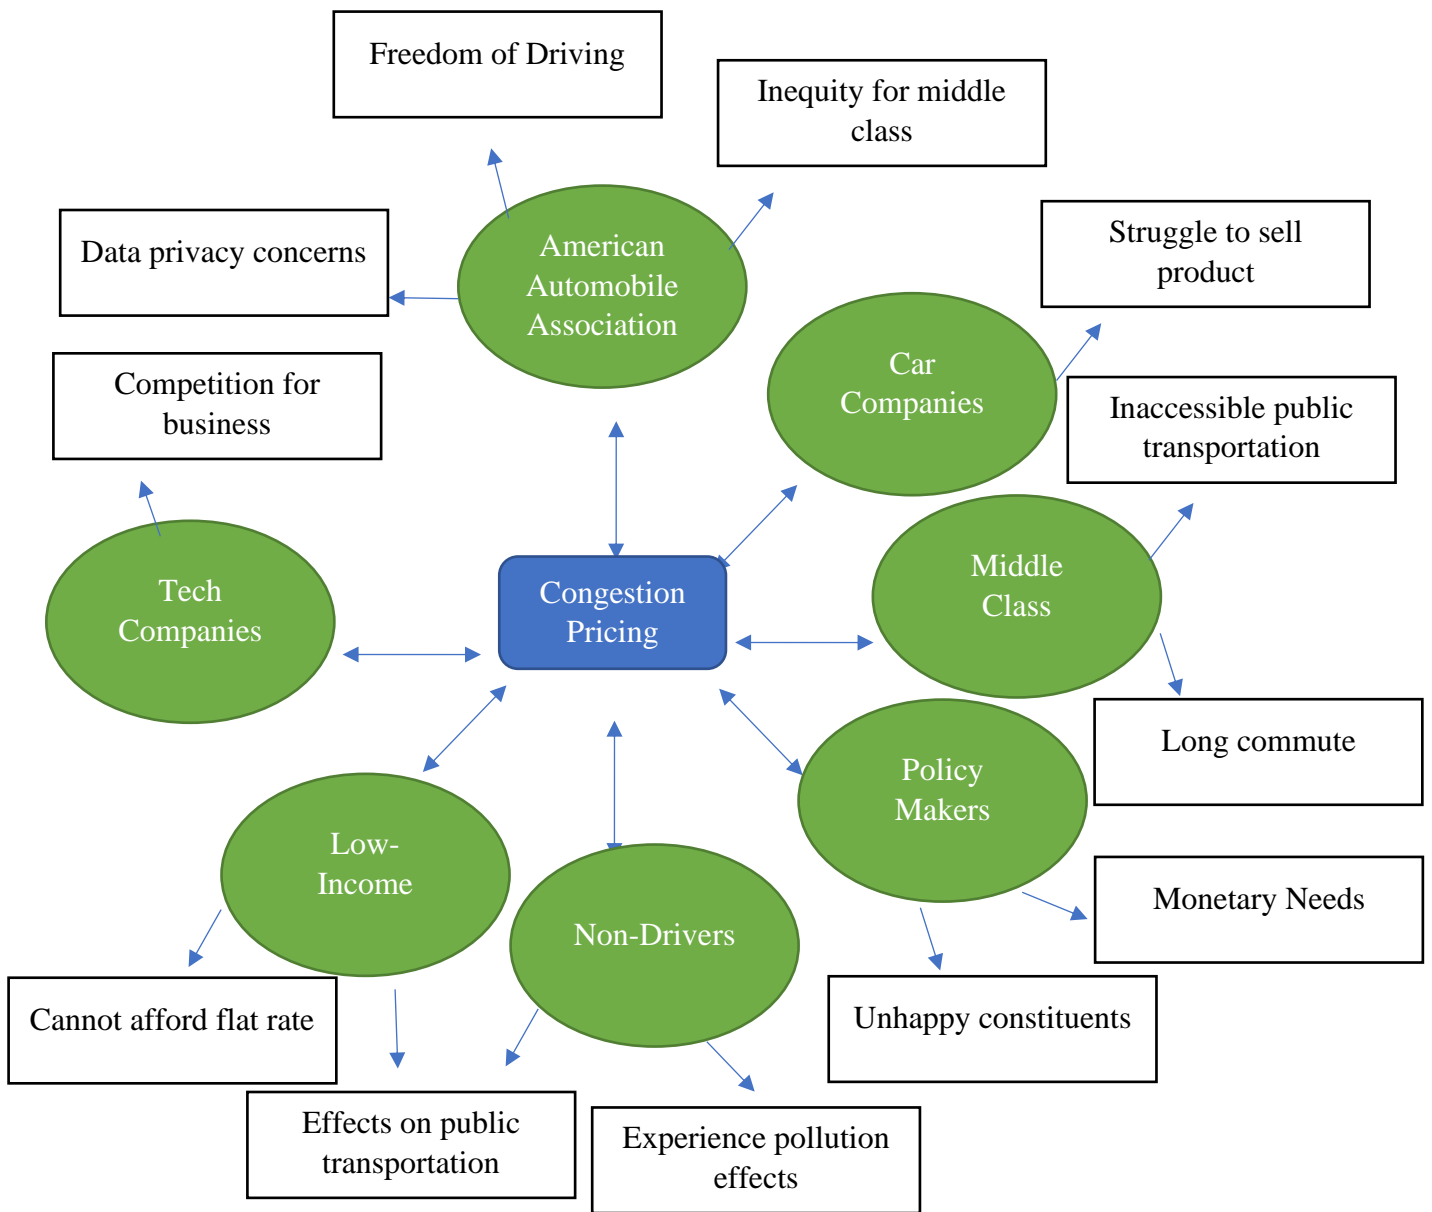 Freedom of Driving
Inequity for middle
class
Data privacy concerns
American
Automobile
Association
Struggle to sell
product
Competition for
business
Car
Companies
Inaccessible public
transportation
Tech
Companies
Congestion
Pricing
Middle
Class
Long commute
Policy
Makers
Low-
Income
Non-Drivers
Monetary Needs
Cannot afford flat rate
Unhappy constituents
Effects on public
transportation
Experience pollution
effects